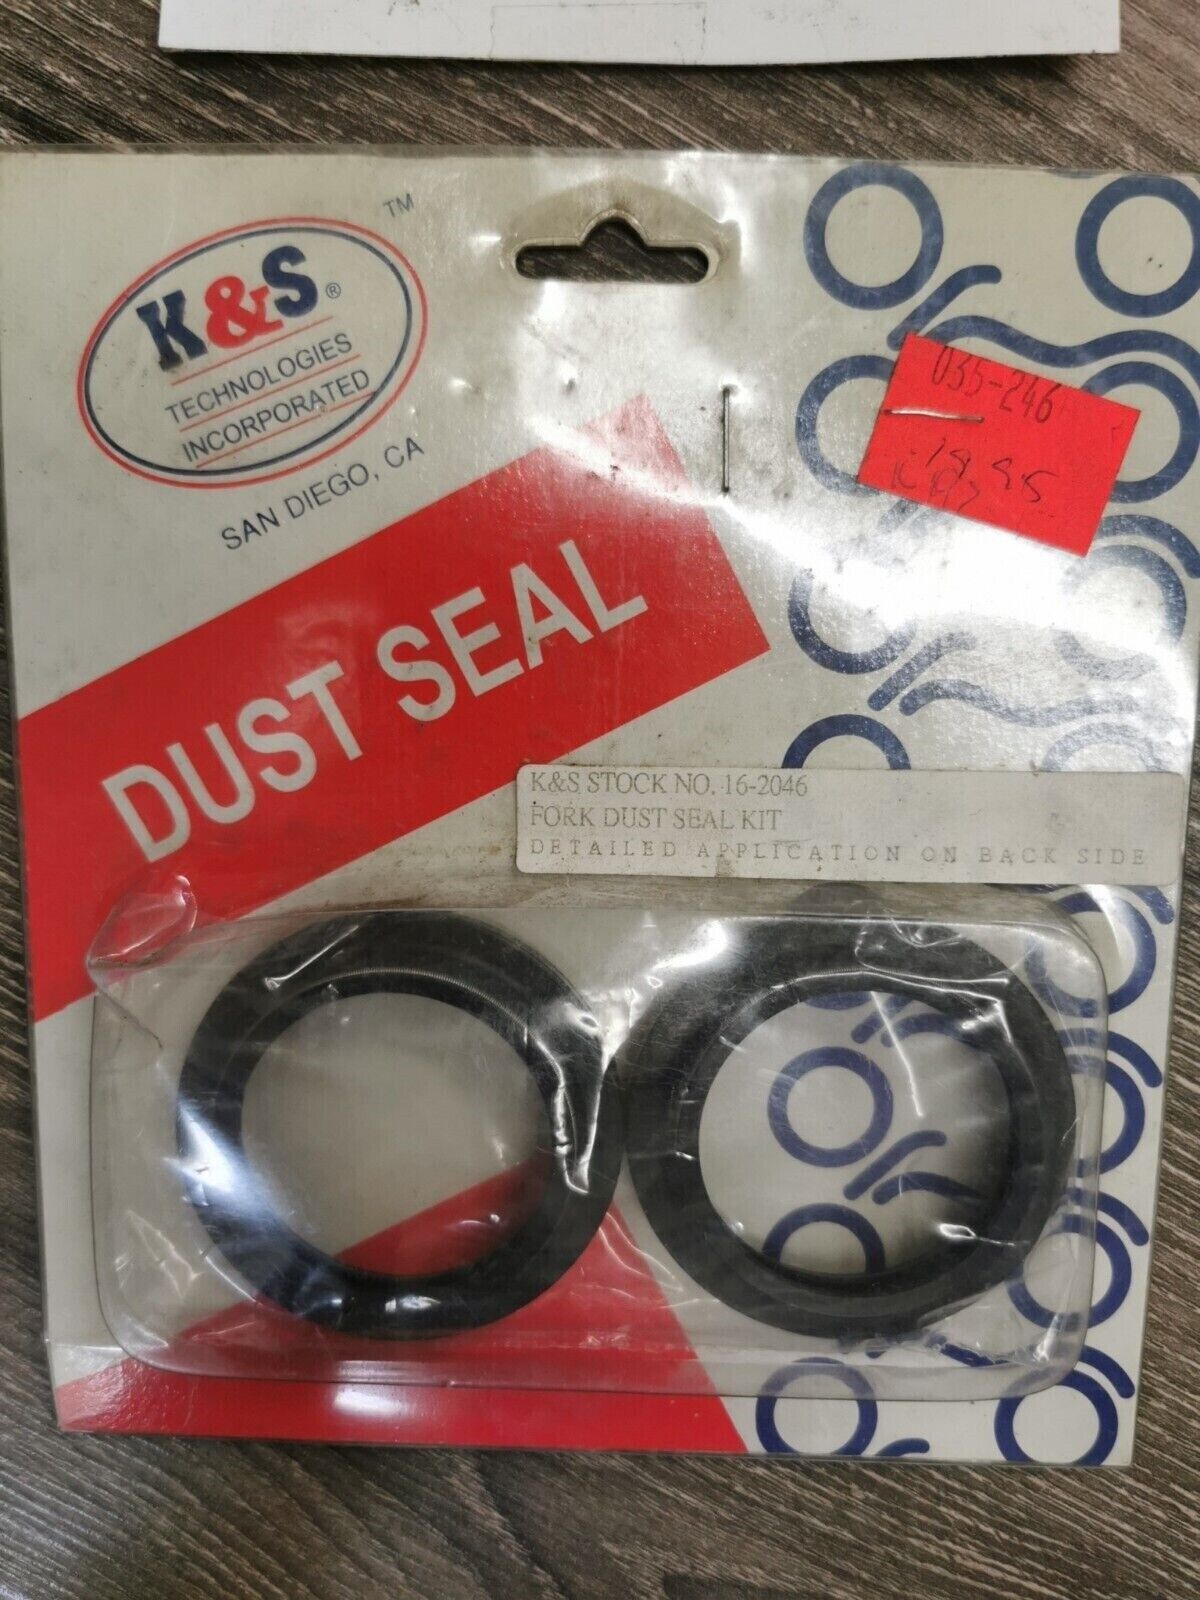 K&S ®
TECHNOLOGIES
INCORPORATED
TM
SAN DIEGO, CA
035-246
19.95
DUST SEAL
K&S STOCK NO. 16-2046
FORK DUST SEAL KIT
DETAILED APPLICATION ON BACK SIDE